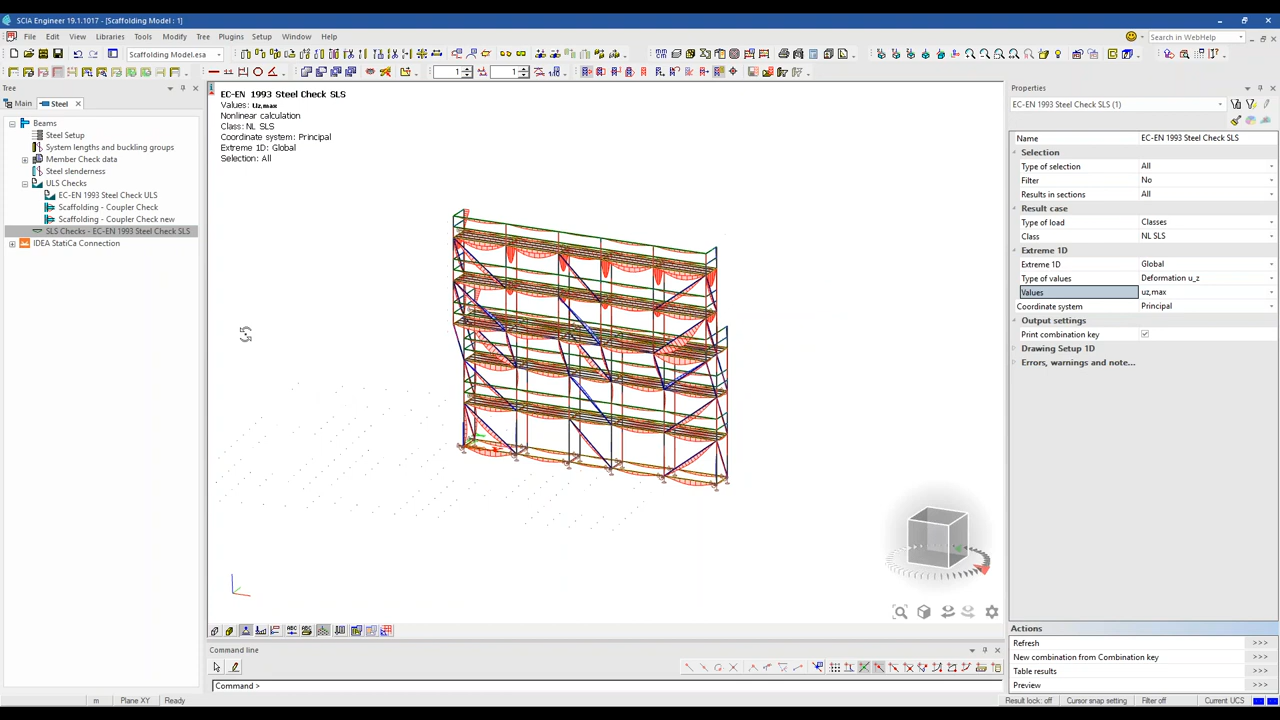 SCIA Engineer 19.1.1017 - [Scaffolding Model : 1]
File Edit View Libraries Tools Modify Tree Plugins Setup Window Help
Search in WebHelp
Scaffolding Model.esa
1
1
Tree
Main
Steel
Beams
Steel Setup
System lengths and buckling groups
Member Check data
Steel slenderness
ULS Checks
EC-EN 1993 Steel Check ULS
Scaffolding - Coupler Check
Scaffolding - Coupler Check new
SLS Checks - EC-EN 1993 Steel Check SLS
IDEA StatiCa Connection
EC-EN 1993 Steel Check SLS
Values: uz,max
Nonlinear calculation
Class: NL SLS
Coordinate system: Principal
Extreme 1D: Global
Selection: All
Properties
EC-EN 1993 Steel Check SLS (1)
Name EC-EN 1993 Steel Check SLS
Selection
Type of selection All
Filter No
Results in sections All
Result case
Type of load Classes
Class NL SLS
Extreme 1D
Extreme 1D Global
Type of values Deformation u_z
Values uz,max
Coordinate system Principal
Output settings
Print combination key
Drawing Setup 1D
Errors, warnings and note...
Actions
Refresh >>>
New combination from Combination key >>>
Table results >>>
Preview >>>
Command line
Command >
m Plane XY Ready
Result lock: off Cursor snap setting Filter off Current UCS